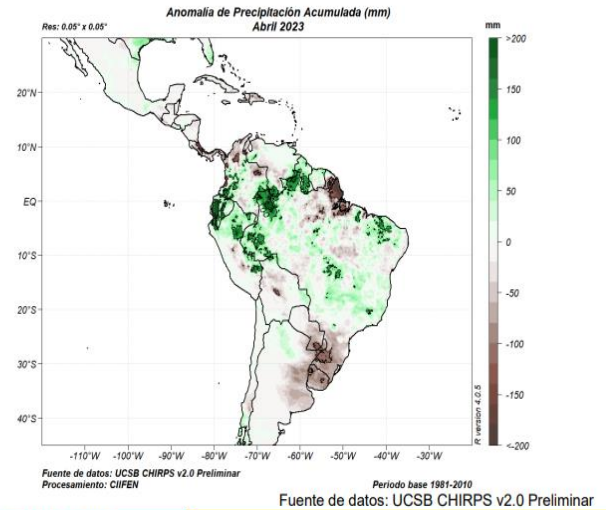 Anomalía de Precipitación Acumulada (mm)
Abril 2023
Res: 0.05° x 0.05°
mm
>200
150
100
50
0
-50
-100
-150
<-200
20°N
10°N
EQ
10°S
20°S
30°S
40°S
-110°W -100°W -90°W -80°W -70°W -60°W -50°W -40°W -30°W
R version 4.0.5
Fuente de datos: UCSB CHIRPS v2.0 Preliminar
Procesamiento: CIIFEN
Periodo base 1981-2010
Fuente de datos: UCSB CHIRPS v2.0 Preliminar